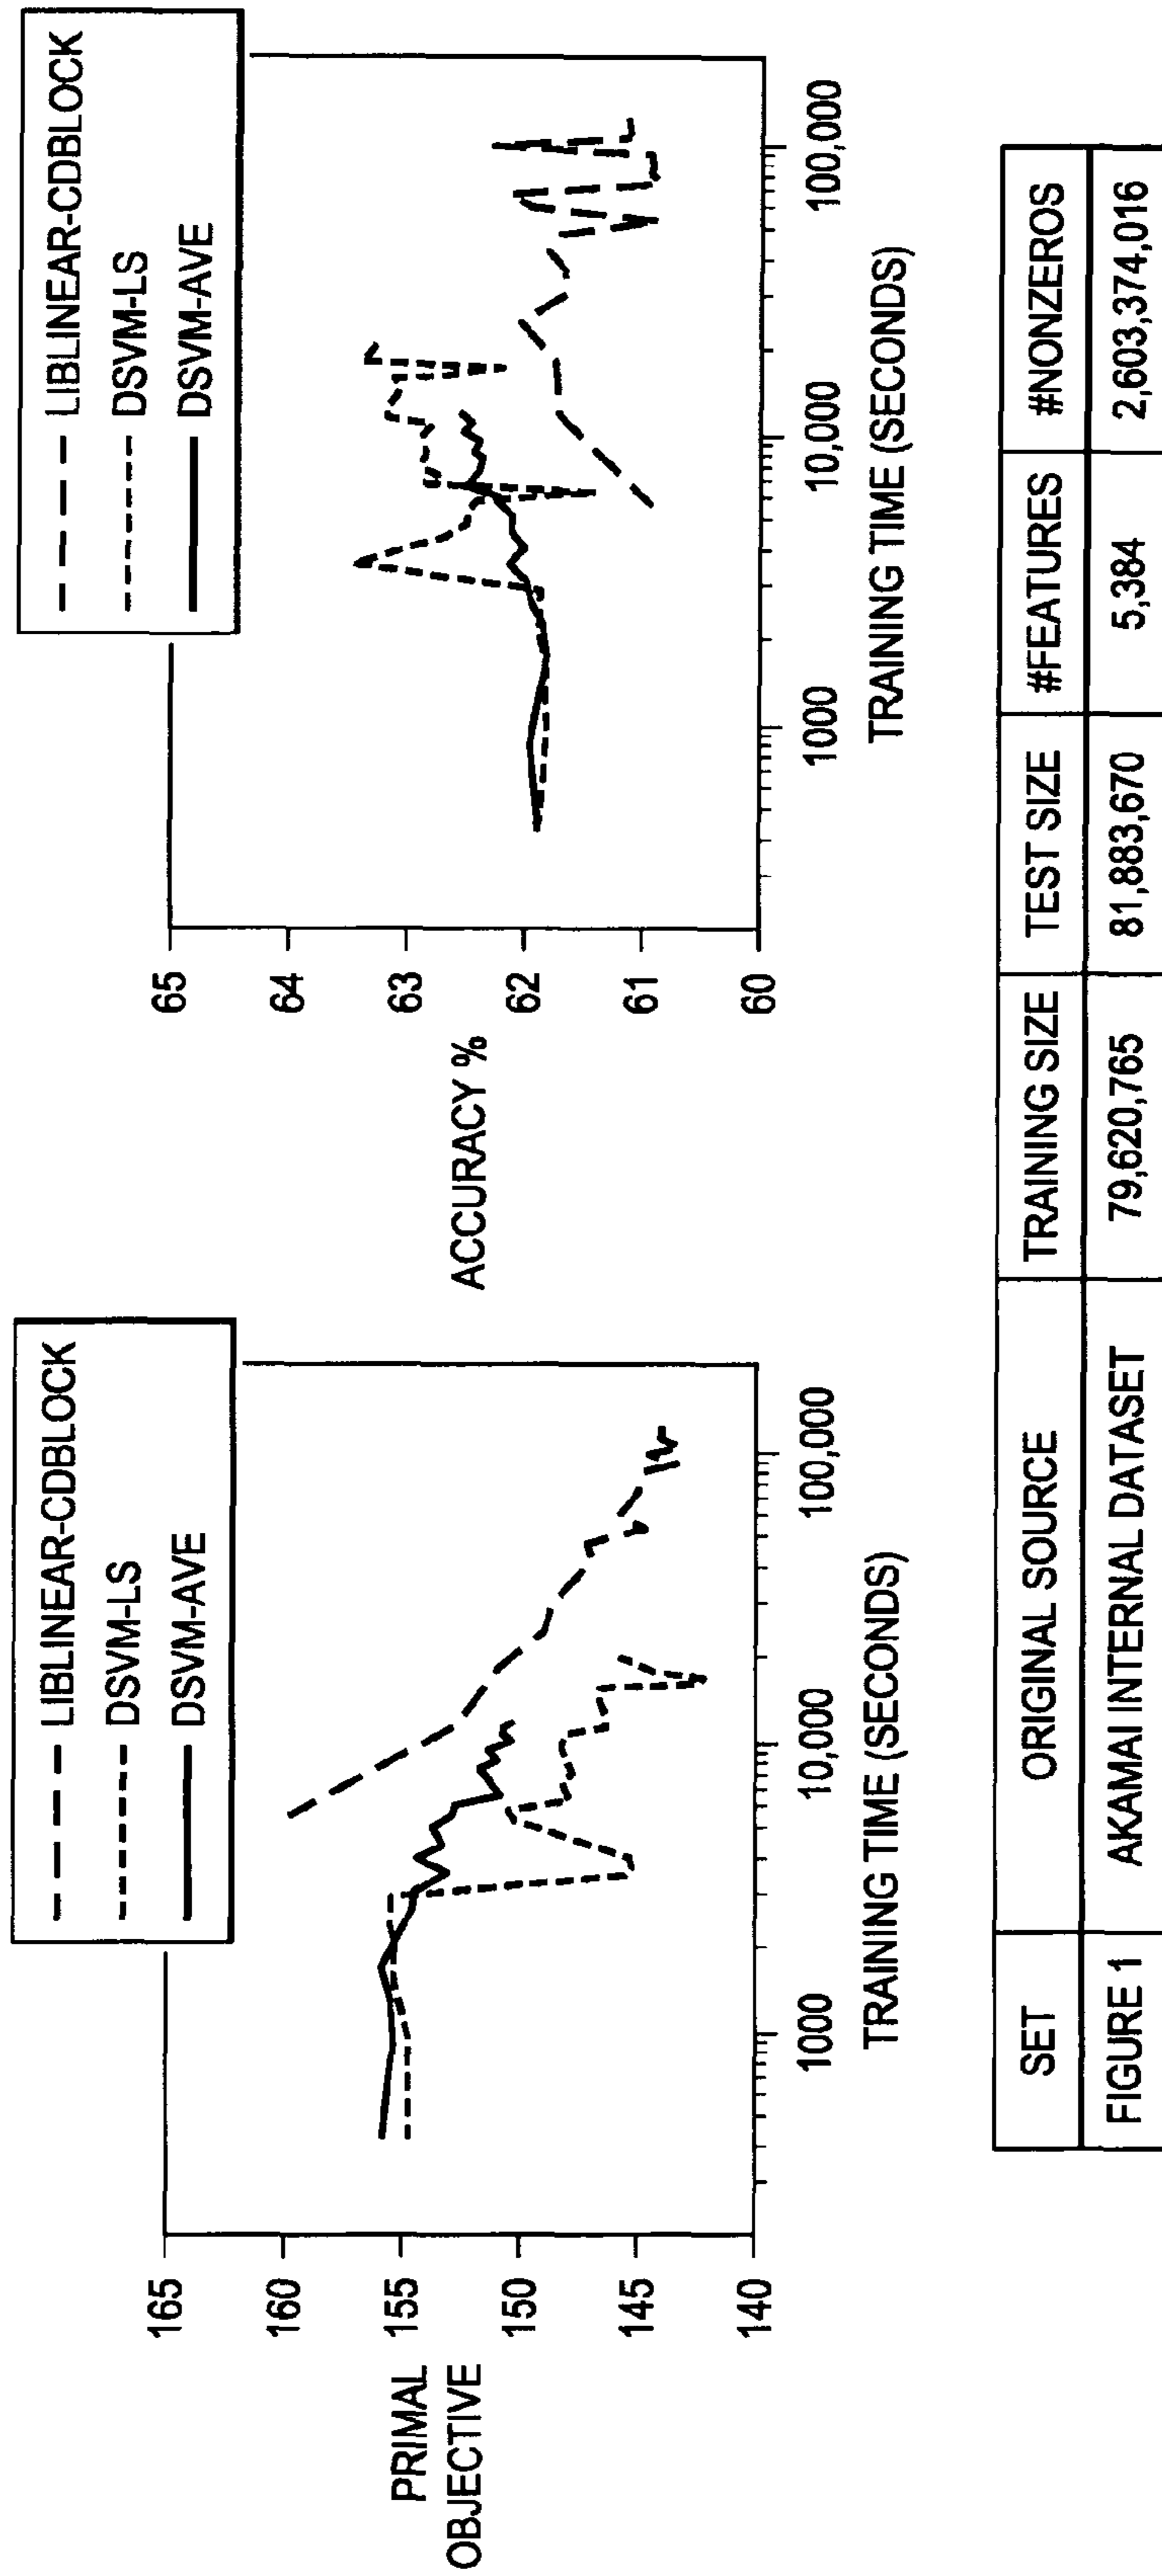 LIBLINEAR-CDBLOCK
DSVM-LS
DSVM-AVE
165
160
155
150
145
140
PRIMAL
OBJECTIVE
1000
10,000
100,000
TRAINING TIME (SECONDS)
LIBLINEAR-CDBLOCK
DSVM-LS
DSVM-AVE
65
64
63
62
61
60
ACCURACY %
1000
10,000
100,000
TRAINING TIME (SECONDS)
SET ORIGINAL SOURCE TRAINING SIZE TEST SIZE #FEATURES #NONZEROS
FIGURE 1 AKAMAI INTERNAL DATASET 79,620,765 81,883,670 5,384 2,603,374,016